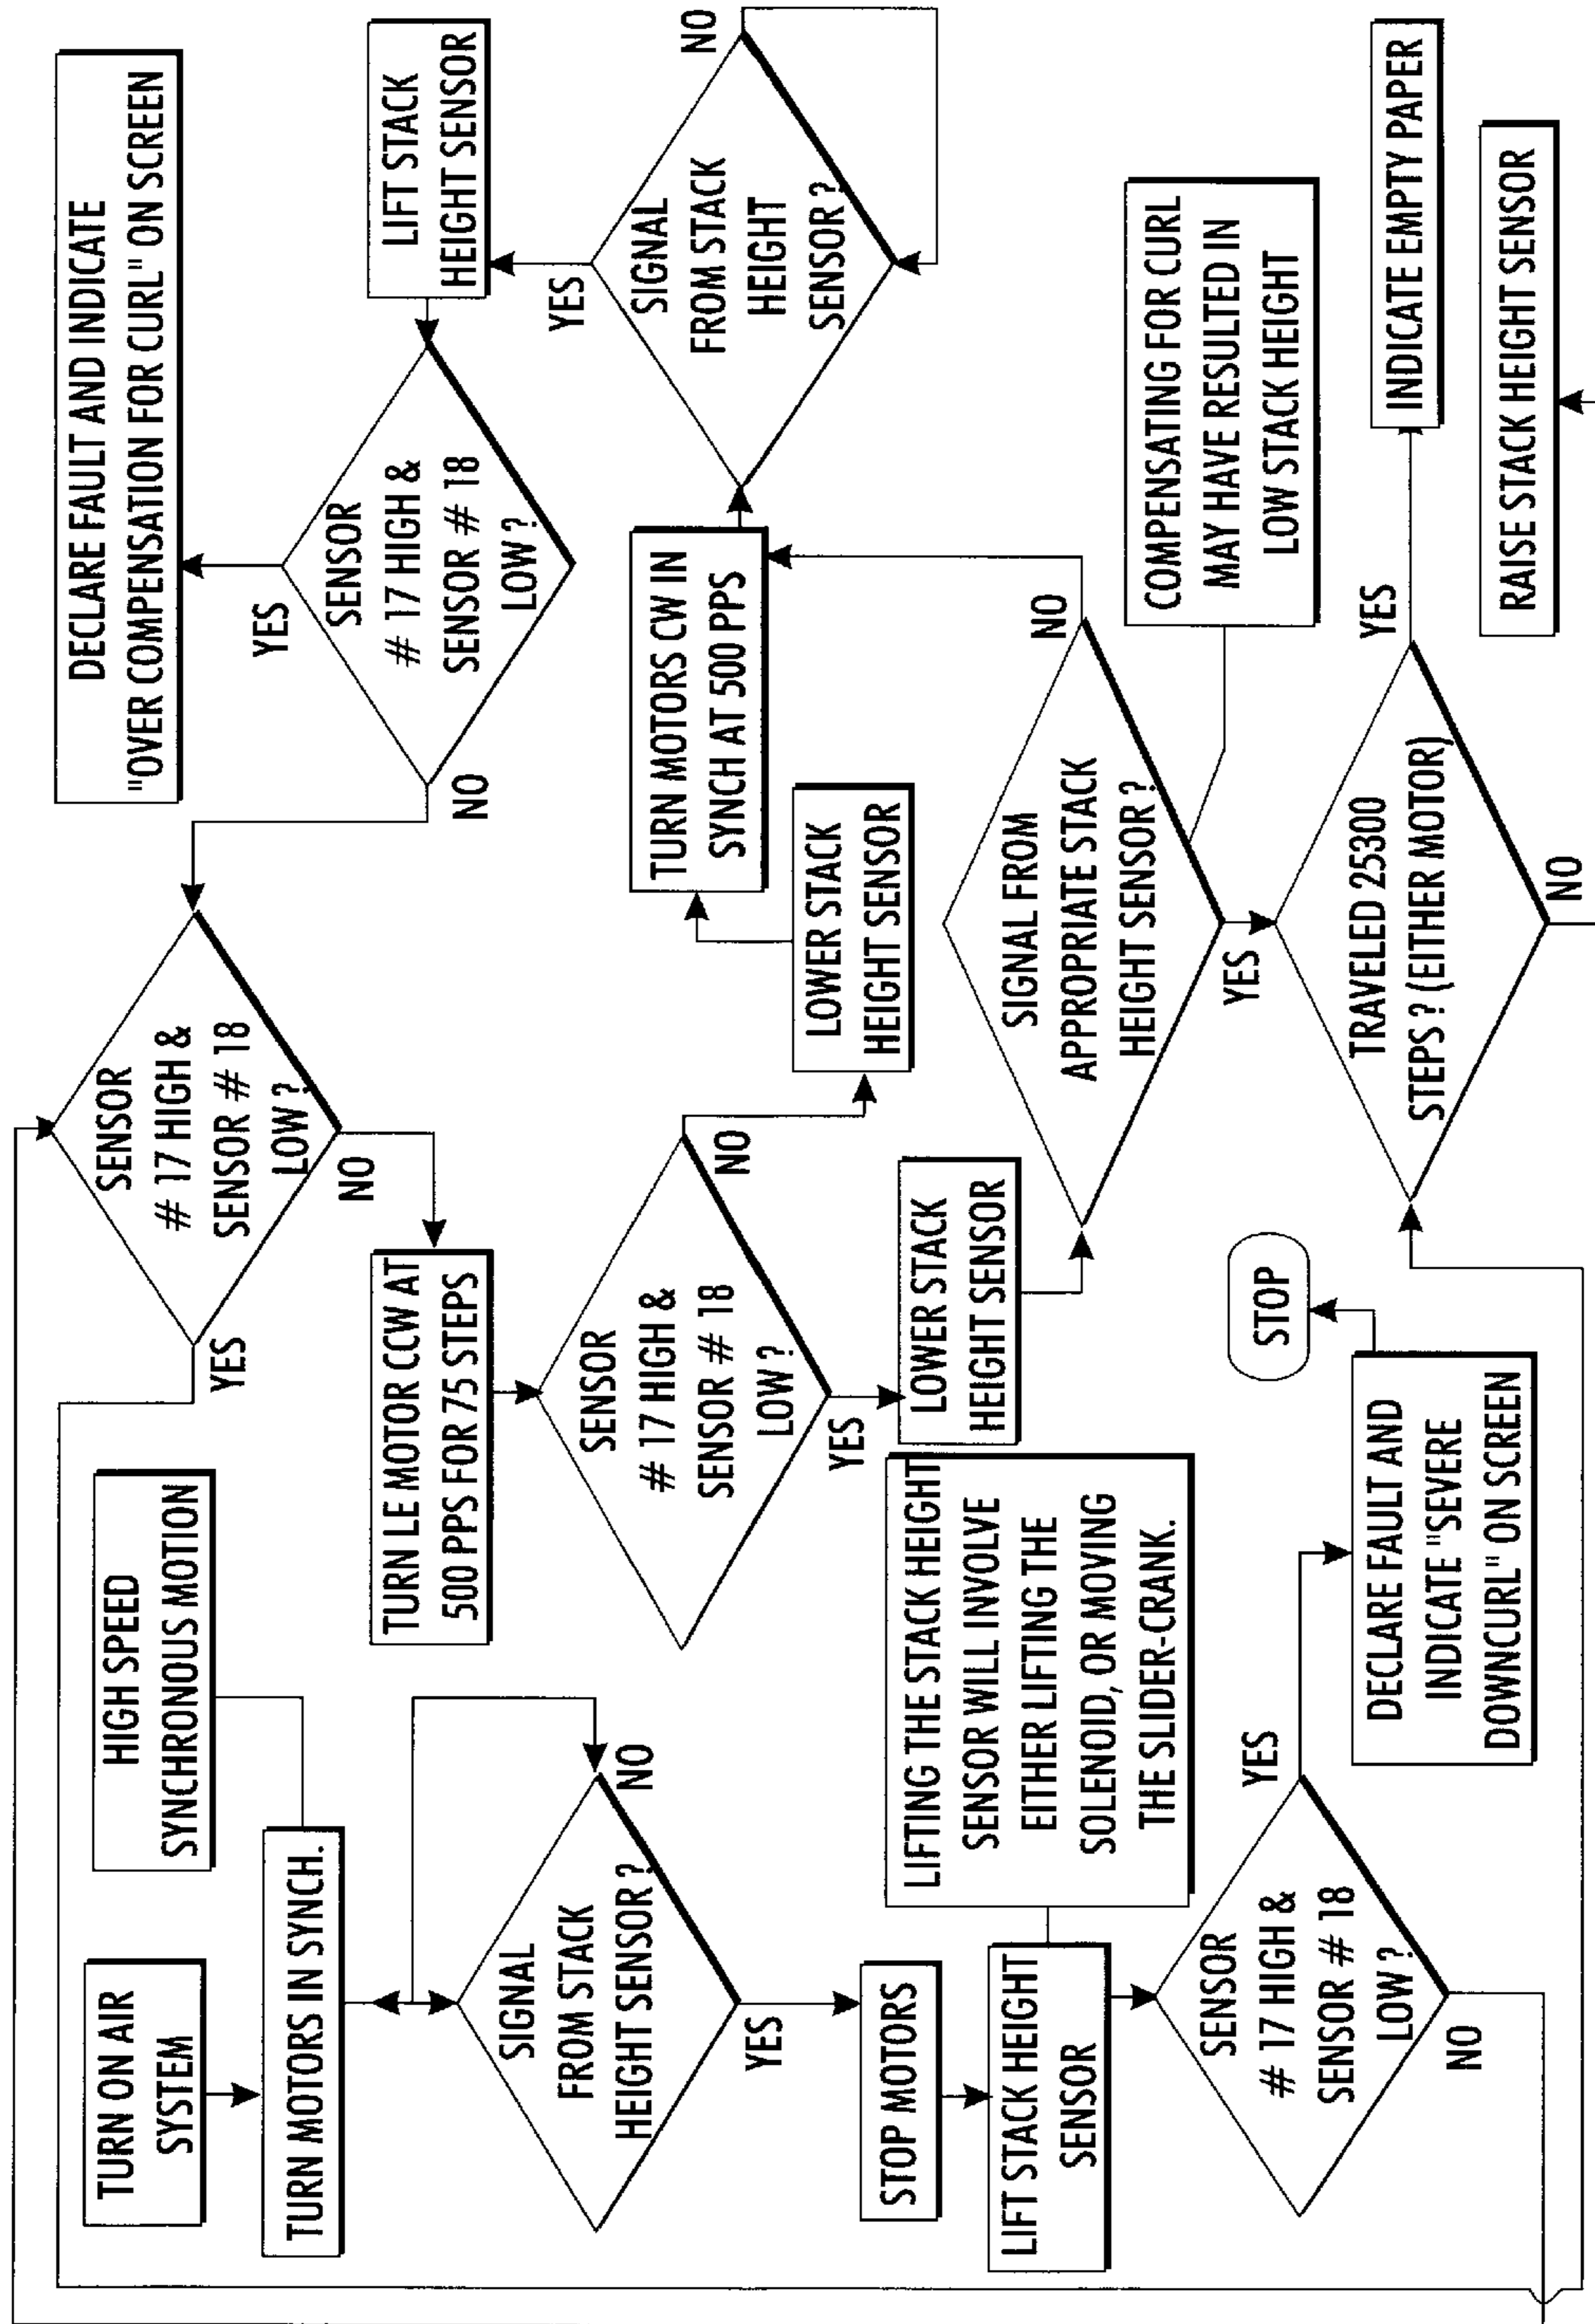 TURN ON AIR
SYSTEM
HIGH SPEED
SYNCHRONOUS MOTION
TURN MOTORS IN SYNCH.
SIGNAL
FROM STACK
HEIGHT SENSOR?
NO
YES
STOP MOTORS
LIFT STACK HEIGHT
SENSOR
LIFTING THE STACK HEIGHT
SENSOR WILL INVOLVE
EITHER LIFTING THE
SOLENOID, OR MOVING
THE SLIDER-CRANK.
SENSOR
# 17 HIGH &
SENSOR # 18
LOW?
YES
NO
DECLARE FAULT AND
INDICATE "SEVERE
DOWNCURL" ON SCREEN
STOP
SENSOR
# 17 HIGH &
SENSOR # 18
LOW?
YES
NO
TURN LE MOTOR CCW AT
500 PPS FOR 75 STEPS
SENSOR
# 17 HIGH &
SENSOR # 18
LOW?
NO
YES
LOWER STACK
HEIGHT SENSOR
LOWER STACK
HEIGHT SENSOR
SIGNAL FROM
APPROPRIATE STACK
HEIGHT SENSOR?
NO
YES
TRAVELED 25300
STEPS? (EITHER MOTOR)
YES
NO
DECLARE FAULT AND INDICATE
"OVER COMPENSATION FOR CURL" ON SCREEN
YES
SENSOR
# 17 HIGH &
SENSOR # 18
LOW?
NO
LIFT STACK
HEIGHT SENSOR
YES
SIGNAL
FROM STACK
HEIGHT
SENSOR?
NO
TURN MOTORS CW IN
SYNCH AT 500 PPS
COMPENSATING FOR CURL
MAY HAVE RESULTED IN
LOW STACK HEIGHT
INDICATE EMPTY PAPER
RAISE STACK HEIGHT SENSOR